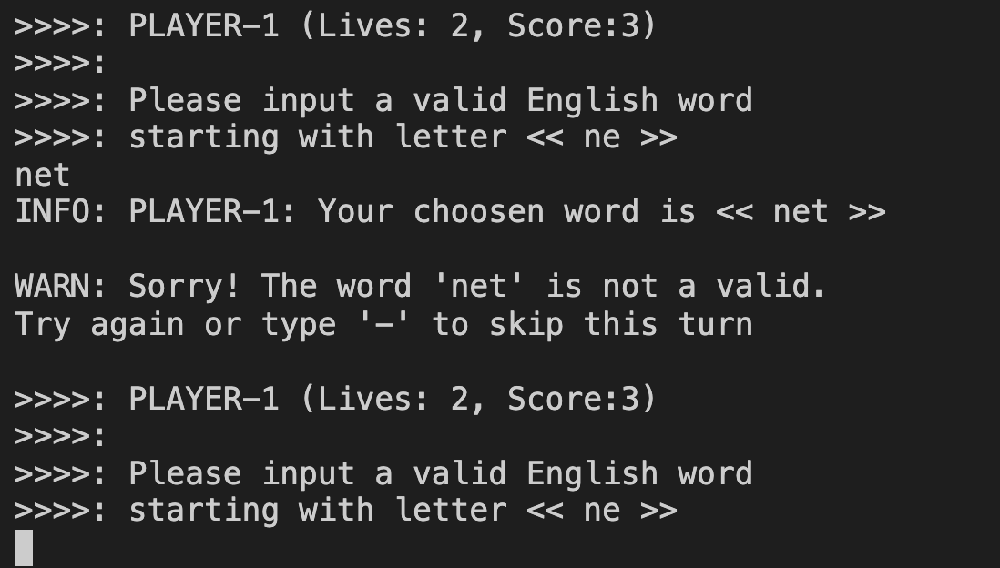 >>>>: PLAYER-1 (Lives: 2, Score:3)
>>>>:
>>>>: Please input a valid English word
>>>>: starting with letter << ne >>
net
INFO: PLAYER-1: Your choosen word is << net >>
WARN: Sorry! The word 'net' is not a valid.
Try again or type '-' to skip this turn
>>>>: PLAYER-1 (Lives: 2, Score:3)
>>>>:
>>>>: Please input a valid English word
>>>>: starting with letter << ne >>